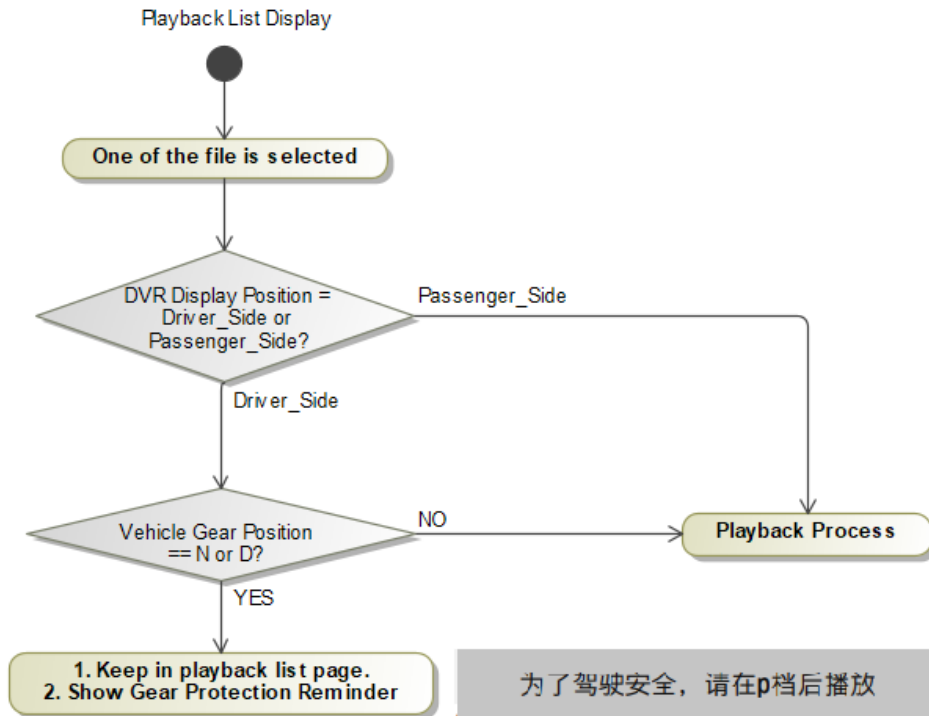 Playback List Display
One of the file is selected
DVR Display Position =
Driver_Side or
Passenger_Side?
Passenger_Side
Driver_Side
Vehicle Gear Position
== N or D?
NO
Playback Process
YES
1. Keep in playback list page.
2. Show Gear Protection Reminder
为了驾驶安全，请在p档后播放